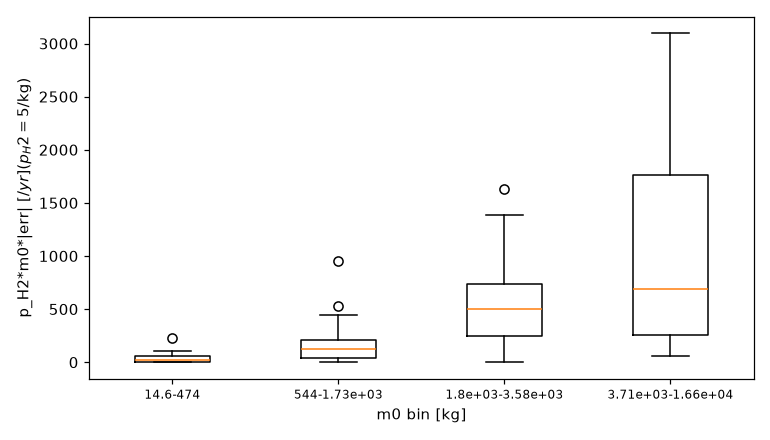 p_H2*m0*|err| [/yr](p_H2 = 5/kg)
3000
2500
2000
1500
1000
500
0
14.6-474 544-1.73e+03 1.8e+03-3.58e+03 3.71e+03-1.66e+04
m0 bin [kg]